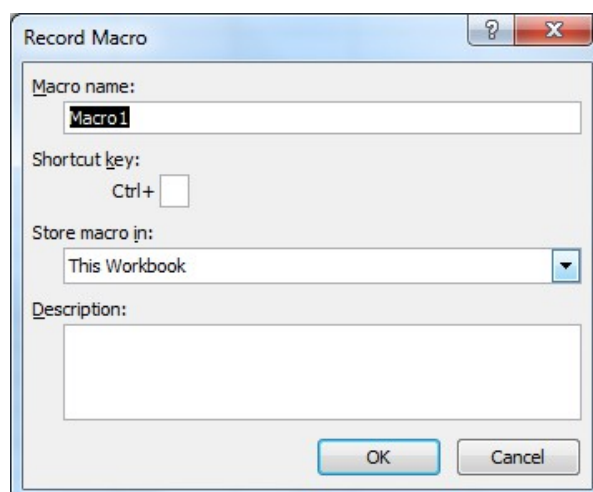 Record Macro
Macro name:
Macro1
Shortcut key:
Ctrl+
Store macro in:
This Workbook
Description:
OK Cancel